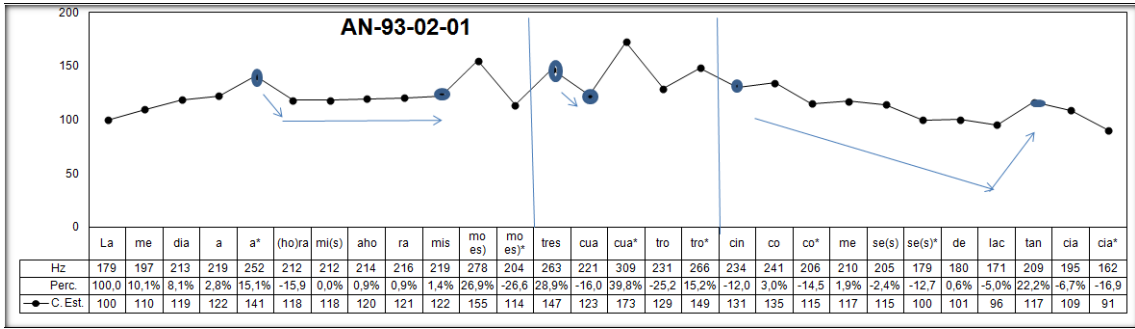 AN-93-02-01
200
150
100
50
0
La me dia a a* (ho)ra mi(s) aho ra mis mo es) mo es)* tres cua cua* tro tro* cin co co* me se(s) se(s)* de lac tan cia cia*
Hz 179 197 213 219 252 212 212 214 216 219 278 204 263 221 309 231 266 234 241 206 210 205 179 180 171 209 195 162
Perc. 100,0 10,1% 8,1% 2,8% 15,1% -15,9 0,0% 0,9% 0,9% 1,4% 26,9% -26,6 28,9% -16,0 39,8% -25,2 15,2% -12,0 3,0% -14,5 1,9% -2,4% -12,7 0,6% -5,0% 22,2% -6,7% -16,9
C. Est. 100 110 119 122 141 118 118 120 121 122 155 114 147 123 173 129 149 131 135 115 117 115 100 101 96 117 109 91